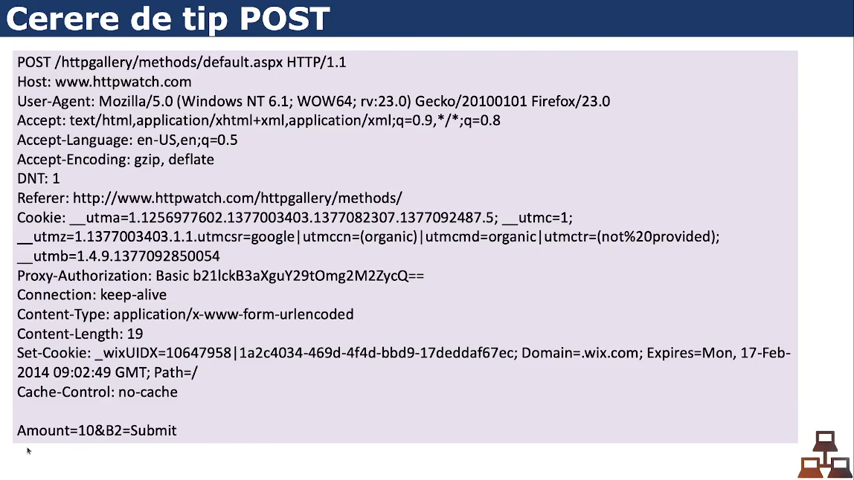 Cerere de tip POST
POST /httpgallery/methods/default.aspx HTTP/1.1
Host: www.httpwatch.com
User-Agent: Mozilla/5.0 (Windows NT 6.1; WOW64; rv:23.0) Gecko/20100101 Firefox/23.0
Accept: text/html,application/xhtml+xml,application/xml;q=0.9,*/*;q=0.8
Accept-Language: en-US,en;q=0.5
Accept-Encoding: gzip, deflate
DNT: 1
Referer: http://www.httpwatch.com/httpgallery/methods/
Cookie: __utma=1.1256977602.1377003403.1377082307.1377092487.5; __utmc=1;
__utmz=1.1377003403.1.1.utmcsr=google|utmccn=(organic)|utmcmd=organic|utmctr=(not%20provided);
__utmb=1.4.9.1377092850054
Proxy-Authorization: Basic b21lckB3aXguY29tOmg2M2ZycQ==
Connection: keep-alive
Content-Type: application/x-www-form-urlencoded
Content-Length: 19
Set-Cookie: _wixUIDX=10647958|1a2c4034-469d-4f4d-bbd9-17deddaf67ec; Domain=.wix.com; Expires=Mon, 17-Feb-
2014 09:02:49 GMT; Path=/
Cache-Control: no-cache
Amount=10&B2=Submit